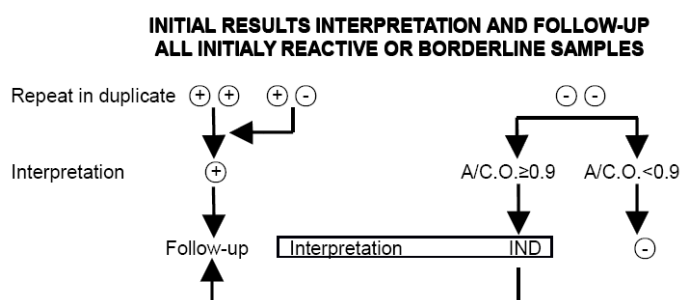 INITIAL RESULTS INTERPRETATION AND FOLLOW-UP
ALL INITIALY REACTIVE OR BORDERLINE SAMPLES
Repeat in duplicate + + + - - -
Interpretation + A/C.O.≥0.9 A/C.O.<0.9
Follow-up Interpretation IND -